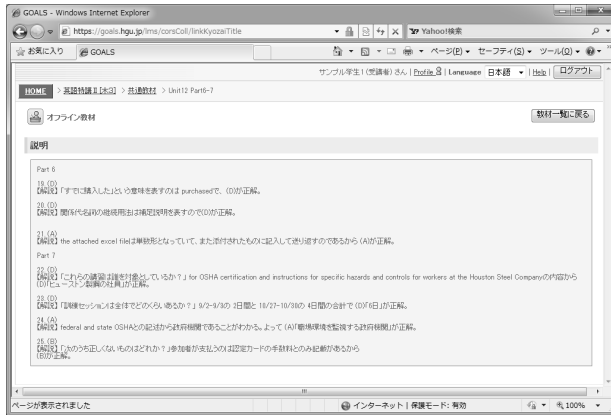 GOALS - Windows Internet Explorer
https://goals.hgu.jp/lms/corsColl/linkKyozaiTitle
Yahoo!検索
お気に入り
GOALS
ページ(P)
セーフティ(S)
ツール(O)
サンプル学生1 (受講者) さん | Profile | Language 日本語 | Help | ログアウト
HOME > 英語特講Ⅱ[木3] > 共通教材 > Unit12 Part6-7
オフライン教材
教材一覧に戻る
説明
Part 6
19.(D)
【解説】「すでに購入した」という意味を表すのは purchasedで、(D)が正解。
20.(D)
【解説】関係代名詞の継続用法は補足説明を表すので(D)が正解。
21.(A)
【解説】the attached excel fileは単数形となっていて、また添付されたものに記入して送り返すのであるから (A)が正解。
Part 7
22.(D)
【解説】「これらの講習は誰を対象としているか？」for OSHA certification and instructions for specific hazards and controls for workers at the Houston Steel Companyの内容から
(D)「ヒューストン製鋼の社員」が正解。
23.(D)
【解説】「訓練セッションは全体でどのくらいあるか？」9/2-9/3の 2日間と 10/27-10/30の 4日間の合計で (D)「6日」が正解。
24.(A)
【解説】federal and state OSHAとの記述から政府機関であることがわかる。よって (A)「職場環境を監視する政府機関」が正解。
25.(B)
【解説】「次のうち正しくないものはどれか？」参加者が支払うのは認定カードの手数料とのみ記載があるから
(B)が正解。
ページが表示されました
インターネット | 保護モード: 有効
100%